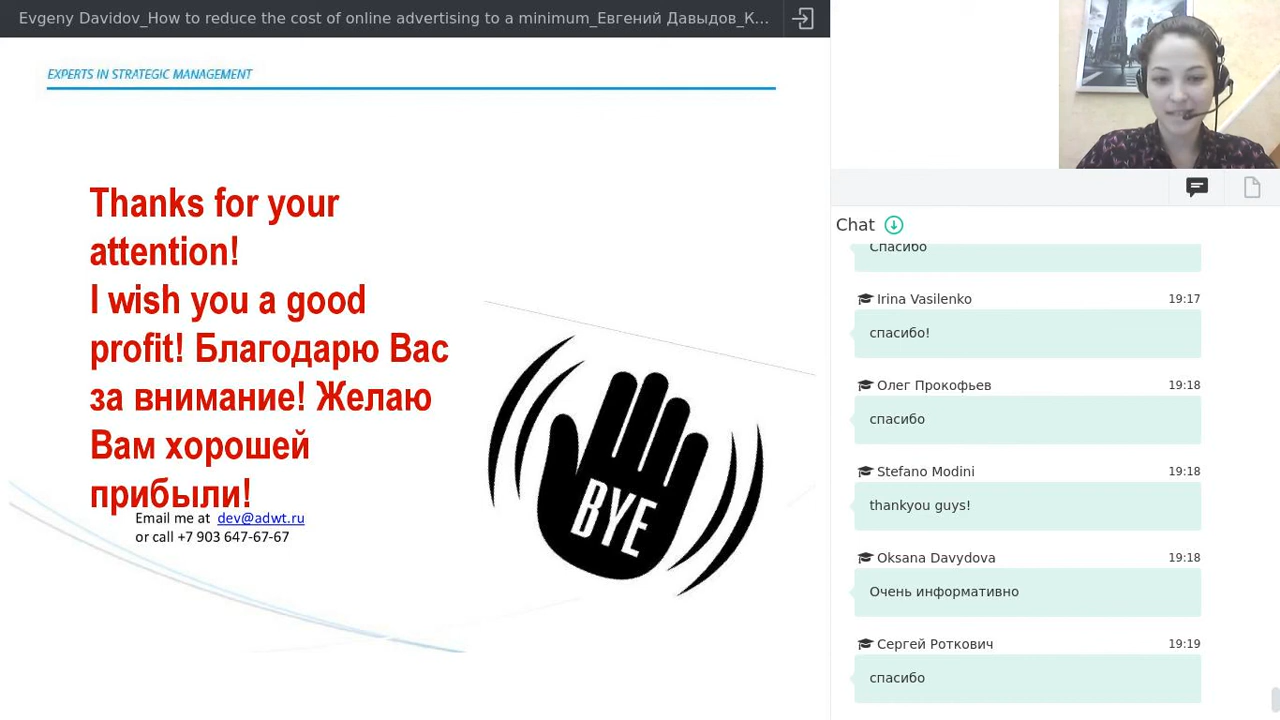 Evgeny Davidov_How to reduce the cost of online advertising to a minimum_Евгений Давыдов_К...
EXPERTS IN STRATEGIC MANAGEMENT
Thanks for your
attention!
I wish you a good
profit! Благодарю Вас
за внимание! Желаю
Вам хорошей
прибыли!
Email me at dev@adwt.ru
or call +7 903 647-67-67
BYE
Chat
Спасибо
Irina Vasilenko 19:17
спасибо!
Олег Прокофьев 19:18
спасибо
Stefano Modini 19:18
thankyou guys!
Oksana Davydova 19:18
Очень информативно
Сергей Роткович 19:19
спасибо